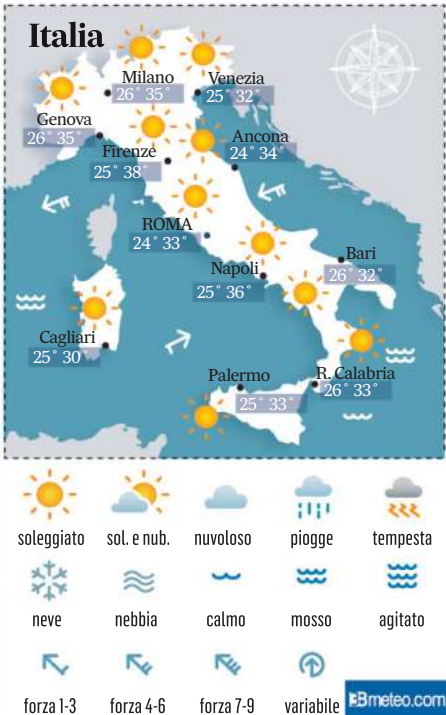 Italia
Milano
26° 35°
Venezia
25° 32°
Genova
26° 35°
Firenze
25° 38°
Ancona
24° 34°
ROMA
24° 33°
Napoli
25° 36°
Bari
26° 32°
Cagliari
25° 30°
Palermo
25° 33°
R. Calabria
26° 33°
soleggiato sol. e nub. nuvoloso piogge tempesta
neve nebbia calmo mosso agitato
forza 1-3 forza 4-6 forza 7-9 variabile
3Bmeteo.com